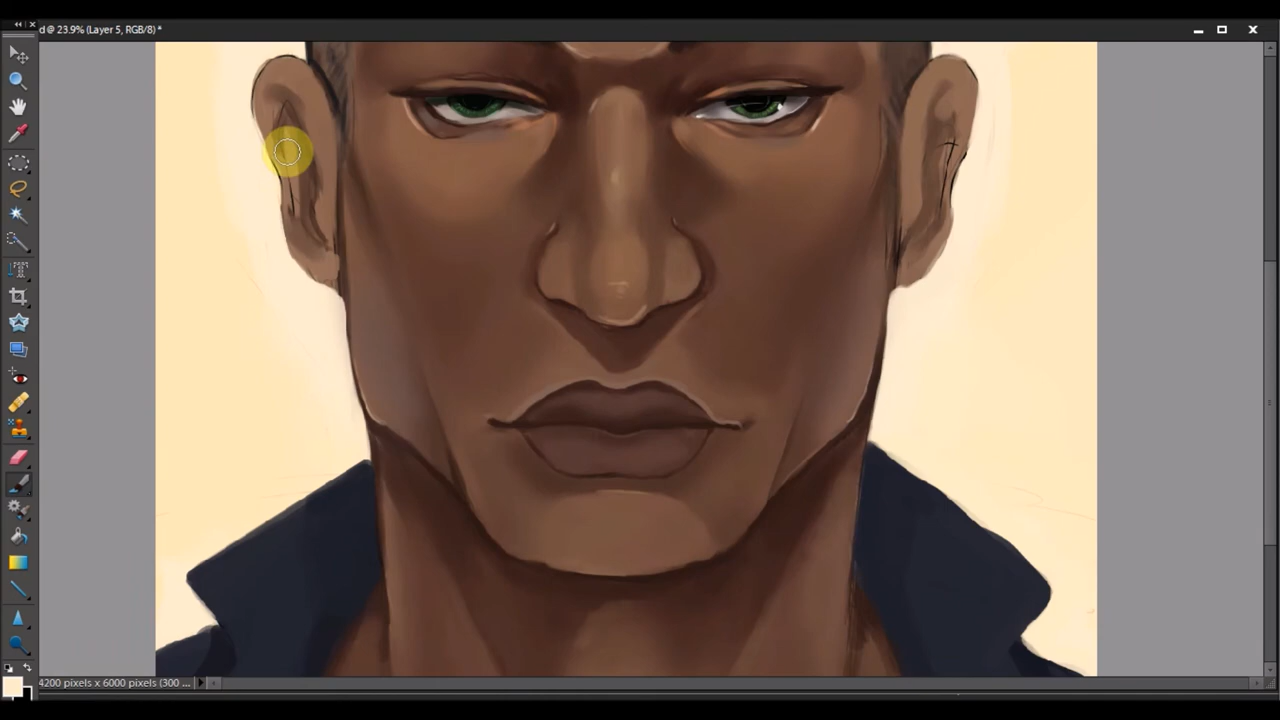 d @ 23.9% (Layer 5, RGB/8) *
4200 pixels x 6000 pixels (300 ...